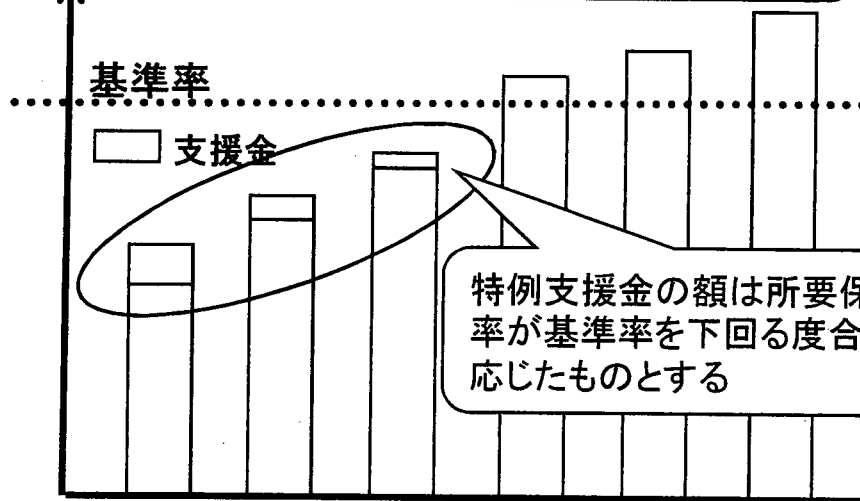 基準率
支援金
特例支援金の額は所要保
率が基準率を下回る度合
応じたものとする